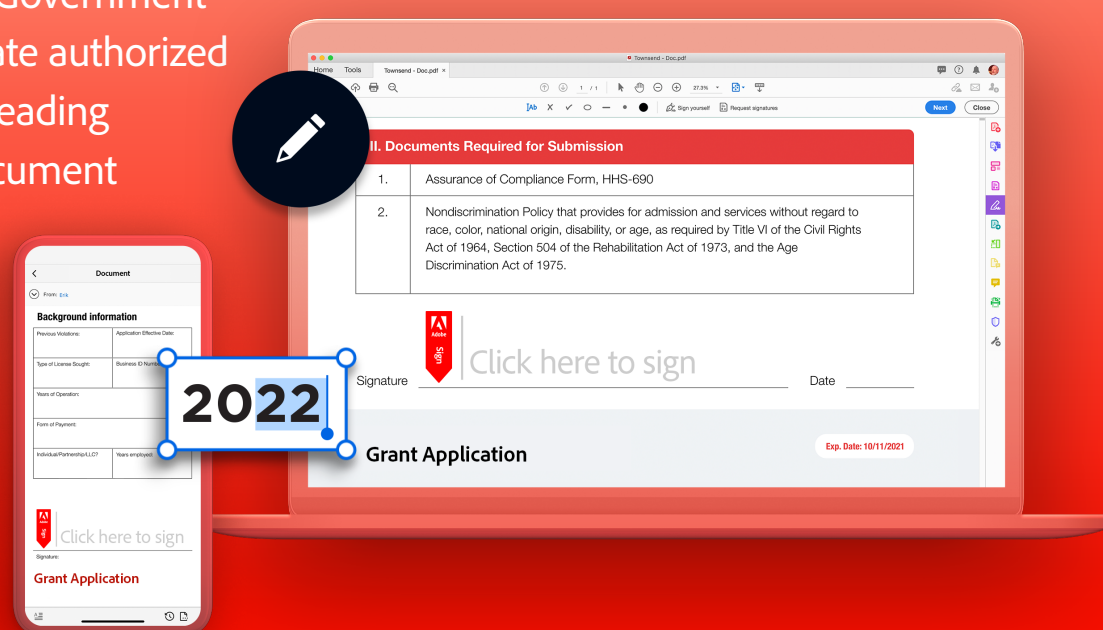 Government
ate authorized
eading
cument
Townsend - Doc.pdf
Home Tools Townsend - Doc.pdf ×
1 / 1 27.3%
Sign yourself Request signatures Next Close
II. Documents Required for Submission
1. Assurance of Compliance Form, HHS-690
2. Nondiscrimination Policy that provides for admission and services without regard to
race, color, national origin, disability, or age, as required by Title VI of the Civil Rights
Act of 1964, Section 504 of the Rehabilitation Act of 1973, and the Age
Discrimination Act of 1975.
Adobe
Sign
Click here to sign
Signature Date
Grant Application
Exp. Date: 10/11/2021
Document
From: Erik
Background information
Previous Violations: Application Effective Date:
Type of License Sought: Business ID Num
Years of Operation:
Form of Payment:
Individual/Partnership/LLC? Years employed:
2022
Adobe
Sign
Click here to sign
Signature:
Grant Application